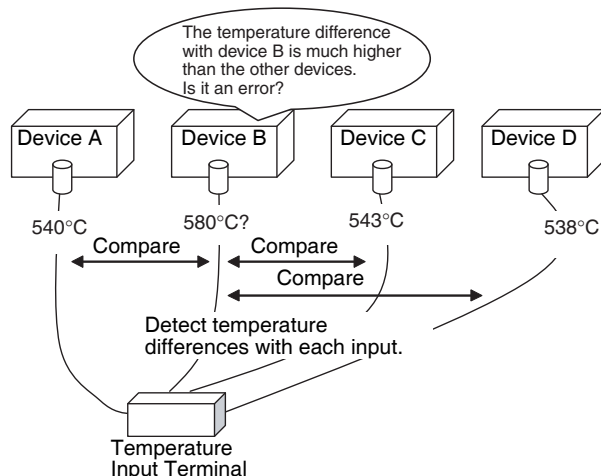 The temperature difference
with device B is much higher
than the other devices.
Is it an error?
Device A
Device B
Device C
Device D
540°C
580°C?
543°C
538°C
Compare
Compare
Compare
Detect temperature
differences with each input.
Temperature
Input Terminal